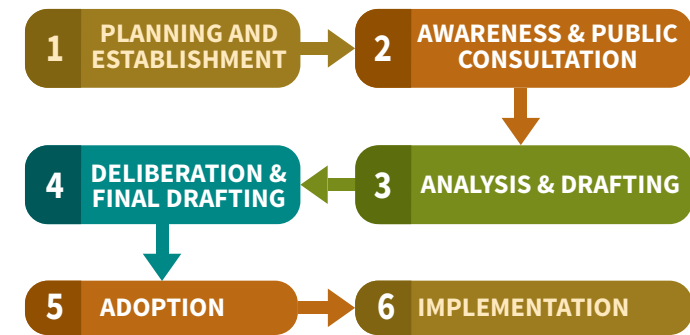 1
PLANNING AND
ESTABLISHMENT
2
AWARENESS & PUBLIC
CONSULTATION
3
ANALYSIS & DRAFTING
4
DELIBERATION &
FINAL DRAFTING
5
ADOPTION
6
IMPLEMENTATION